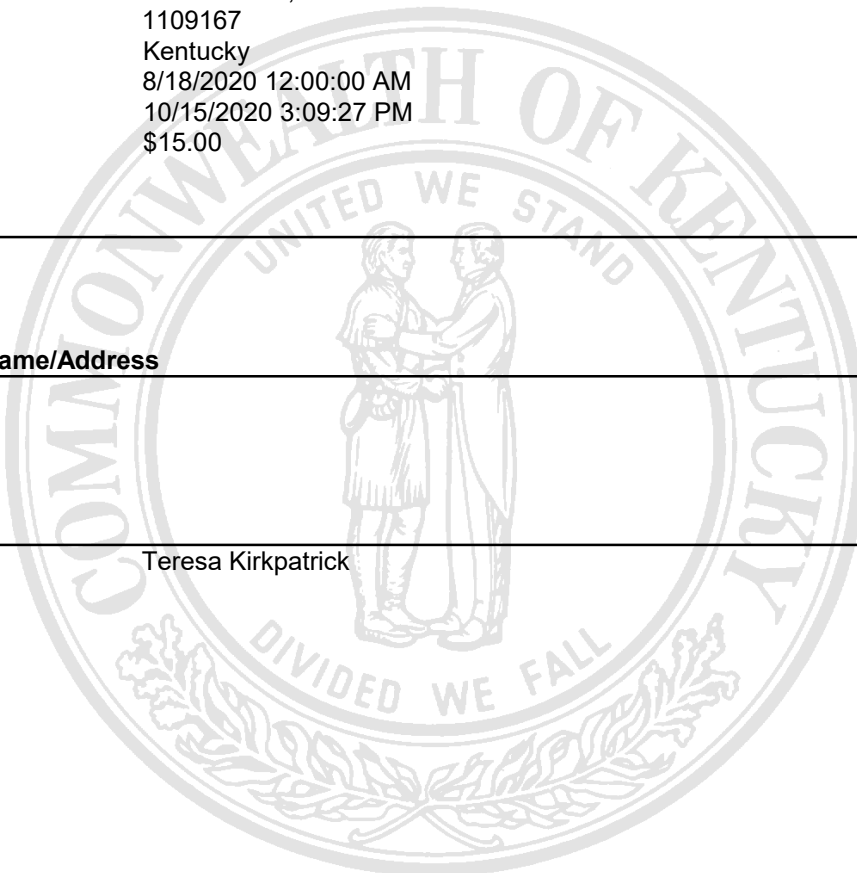 1109167
Kentucky
8/18/2020 12:00:00 AM
10/15/2020 3:09:27 PM
$15.00
COMMONWEALTH OF KENTUCKY
UNITED WE STAND
ame/Address
Teresa Kirkpatrick
DIVIDED WE FALL